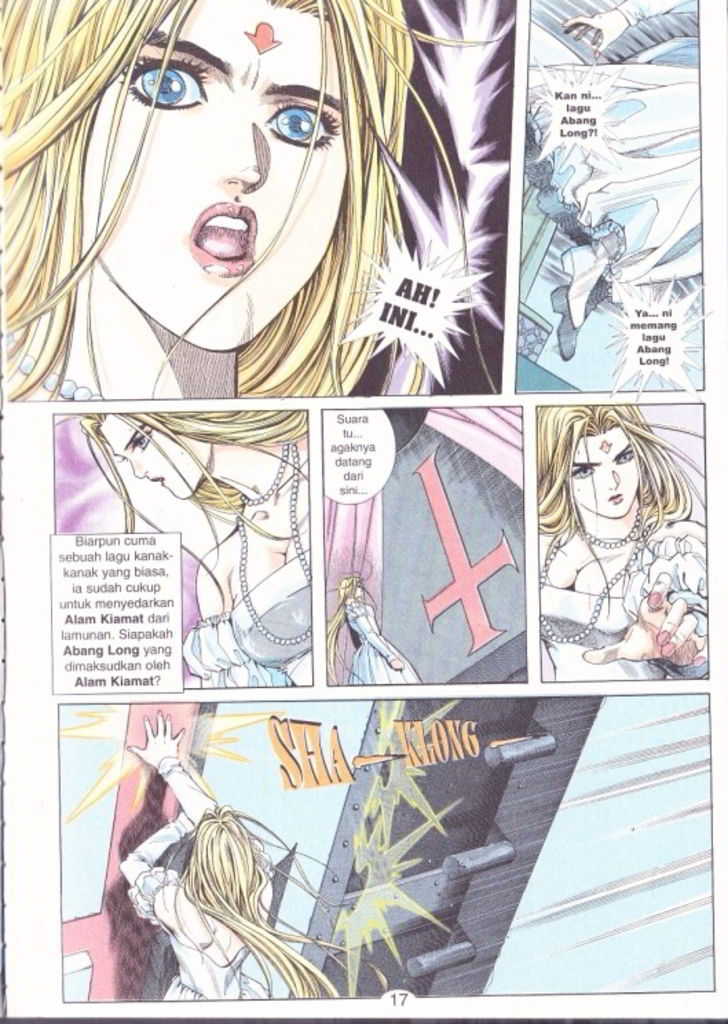 AH!
INI...
Kan ni...
lagu
Abang
Long?!
Ya... ni
memang
lagu
Abang
Long!
Biarpun cuma
sebuah lagu kanak-
kanak yang biasa,
ia sudah cukup
untuk menyedarkan
Alam Kiamat dari
lamunan. Siapakah
Abang Long yang
dimaksudkan oleh
Alam Kiamat?
Suara
tu...
agaknya
datang
dari
sini...
SHA—KLONG—
17